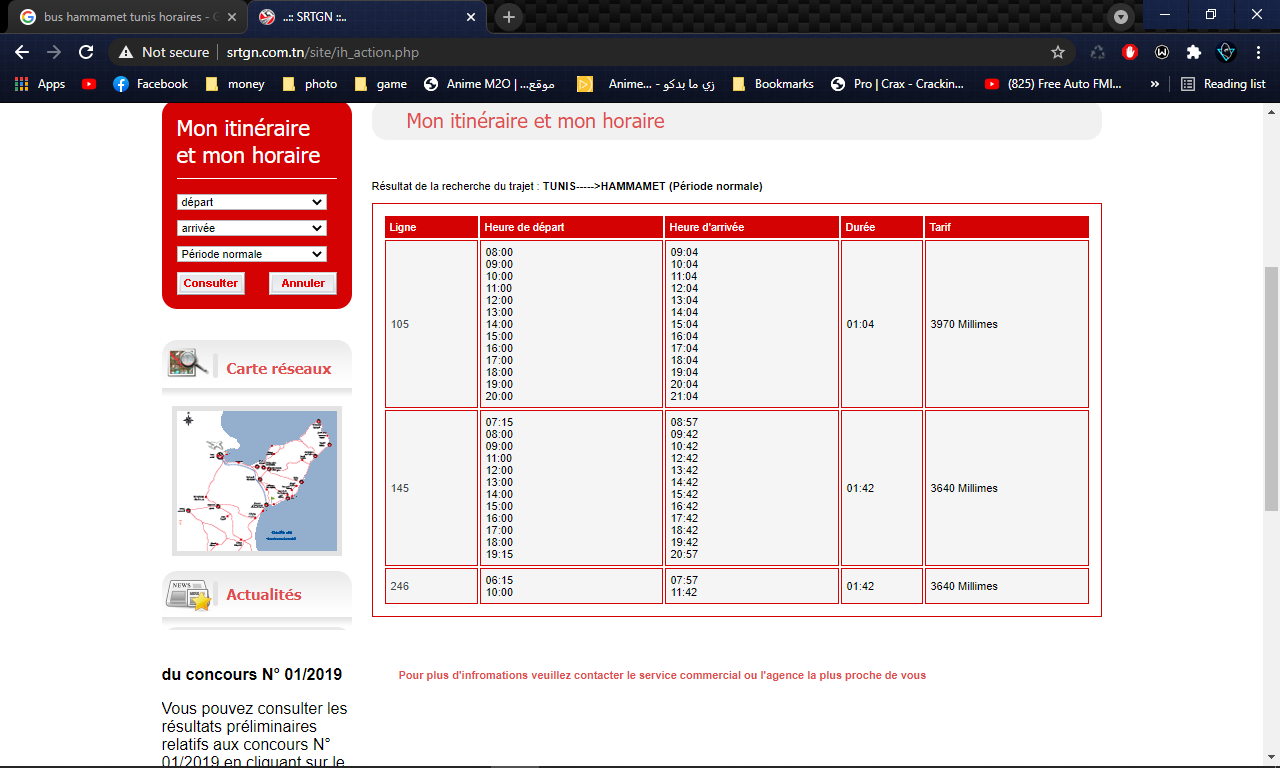 bus hammamet tunis horaires - G
..:: SRTGN ::..
Not secure
srtgn.com.tn/site/ih_action.php
Apps
Facebook
money
photo
game
Anime M2O | موقع...
Anime... - زي ما بدكو
Bookmarks
Pro | Crax - Crackin...
(825) Free Auto FMI...
»
Reading list
Mon itinéraire
et mon horaire
départ
arrivée
Période normale
Consulter
Annuler
Carte réseaux
Actualités
NEWS
du concours N° 01/2019
Vous pouvez consulter les
résultats préliminaires
relatifs aux concours N°
01/2019 en cliquant sur le
Mon itinéraire et mon horaire
Résultat de la recherche du trajet : TUNIS----->HAMMAMET (Période normale)
Ligne Heure de départ Heure d'arrivée Durée Tarif
08:00 09:04
09:00 10:04
10:00 11:04
11:00 12:04
12:00 13:04
13:00 14:04
105 14:00 15:04 01:04 3970 Millimes
15:00 16:04
16:00 17:04
17:00 18:04
18:00 19:04
19:00 20:04
20:00 21:04
07:15 08:57
08:00 09:42
09:00 10:42
11:00 12:42
12:00 13:42
13:00 14:42
145 14:00 15:42 01:42 3640 Millimes
15:00 16:42
16:00 17:42
17:00 18:42
18:00 19:42
19:15 20:57
246 06:15 07:57 01:42 3640 Millimes
10:00 11:42
Pour plus d'infromations veuillez contacter le service commercial ou l'agence la plus proche de vous